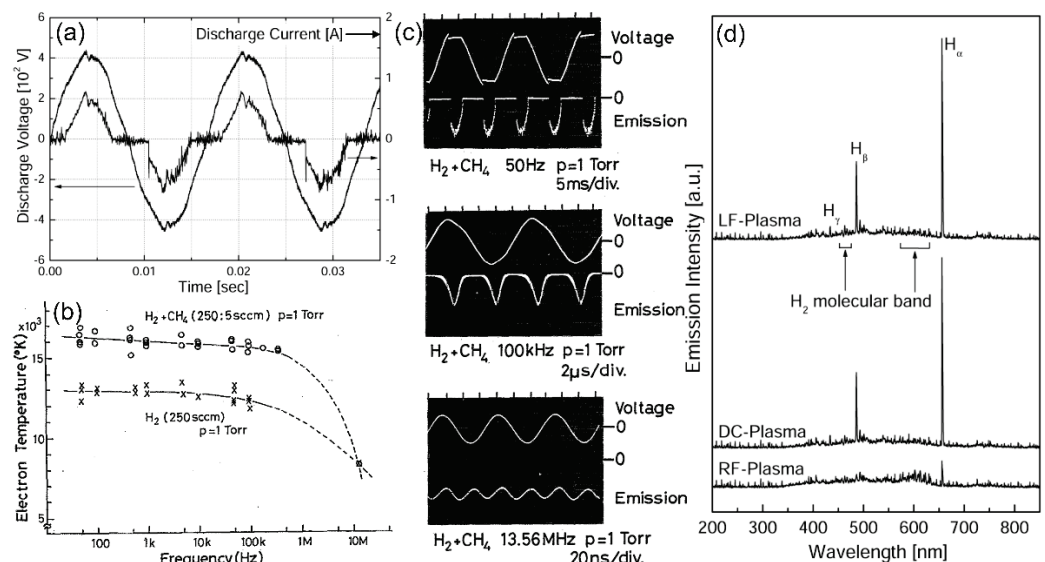 (a)
Discharge Current [A]
Discharge Voltage [10² V]
6
4
2
0
-2
-4
-6
2
1
0
-1
-2
0.00
0.01
0.02
0.03
Time [sec]
(b)
×10³
H₂+CH₄ (250:5sccm) p=1 Torr
H₂ (250sccm)
p=1 Torr
Electron Temperature (°K)
15
10
5
100
1k
10k
100k
1M
10M
Frequency (Hz)
(c)
Voltage
0
0
Emission
H₂+CH₄ 50Hz p=1 Torr
5ms/div.
Voltage
0
0
Emission
H₂+CH₄ 100kHz p=1 Torr
2μs/div.
Voltage
0
Emission
H₂+CH₄ 13.56MHz p=1 Torr
20ns/div.
(d)
Hα
Hβ
Hγ
LF-Plasma
H₂ molecular band
DC-Plasma
RF-Plasma
Emission Intensity [a.u.]
200 300 400 500 600 700 800
Wavelength [nm]